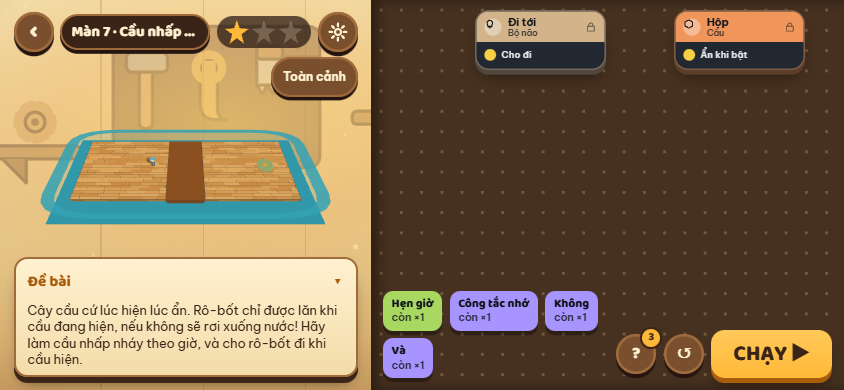 Màn 7 · Cầu nhấp ...
Toàn cảnh
Đề bài
Cây cầu cứ lúc hiện lúc ẩn. Rô-bốt chỉ được lăn khi
cầu đang hiện, nếu không sẽ rơi xuống nước! Hãy
làm cầu nhấp nháy theo giờ, và cho rô-bốt đi khi
cầu hiện.
Đi tới
Bộ não
Cho đi
Hộp
Cầu
Ẩn khi bật
Hẹn giờ
còn ×1
Công tắc nhớ
còn ×1
Không
còn ×1
Và
còn ×1
?
3
CHẠY